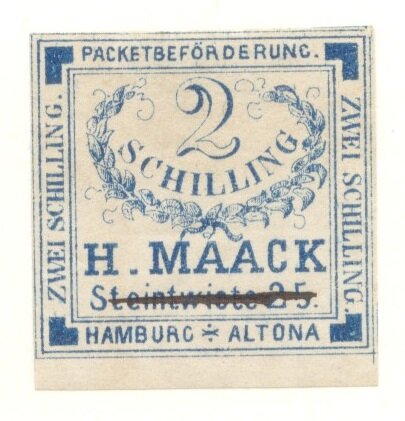 PACKETBEFÖRDERUNG.
ZWEI SCHILLING.
2
SCHILLING
ZWEI SCHILLING.
H. MAACK
Steintwiete 25.
HAMBURG ÷ ALTONA